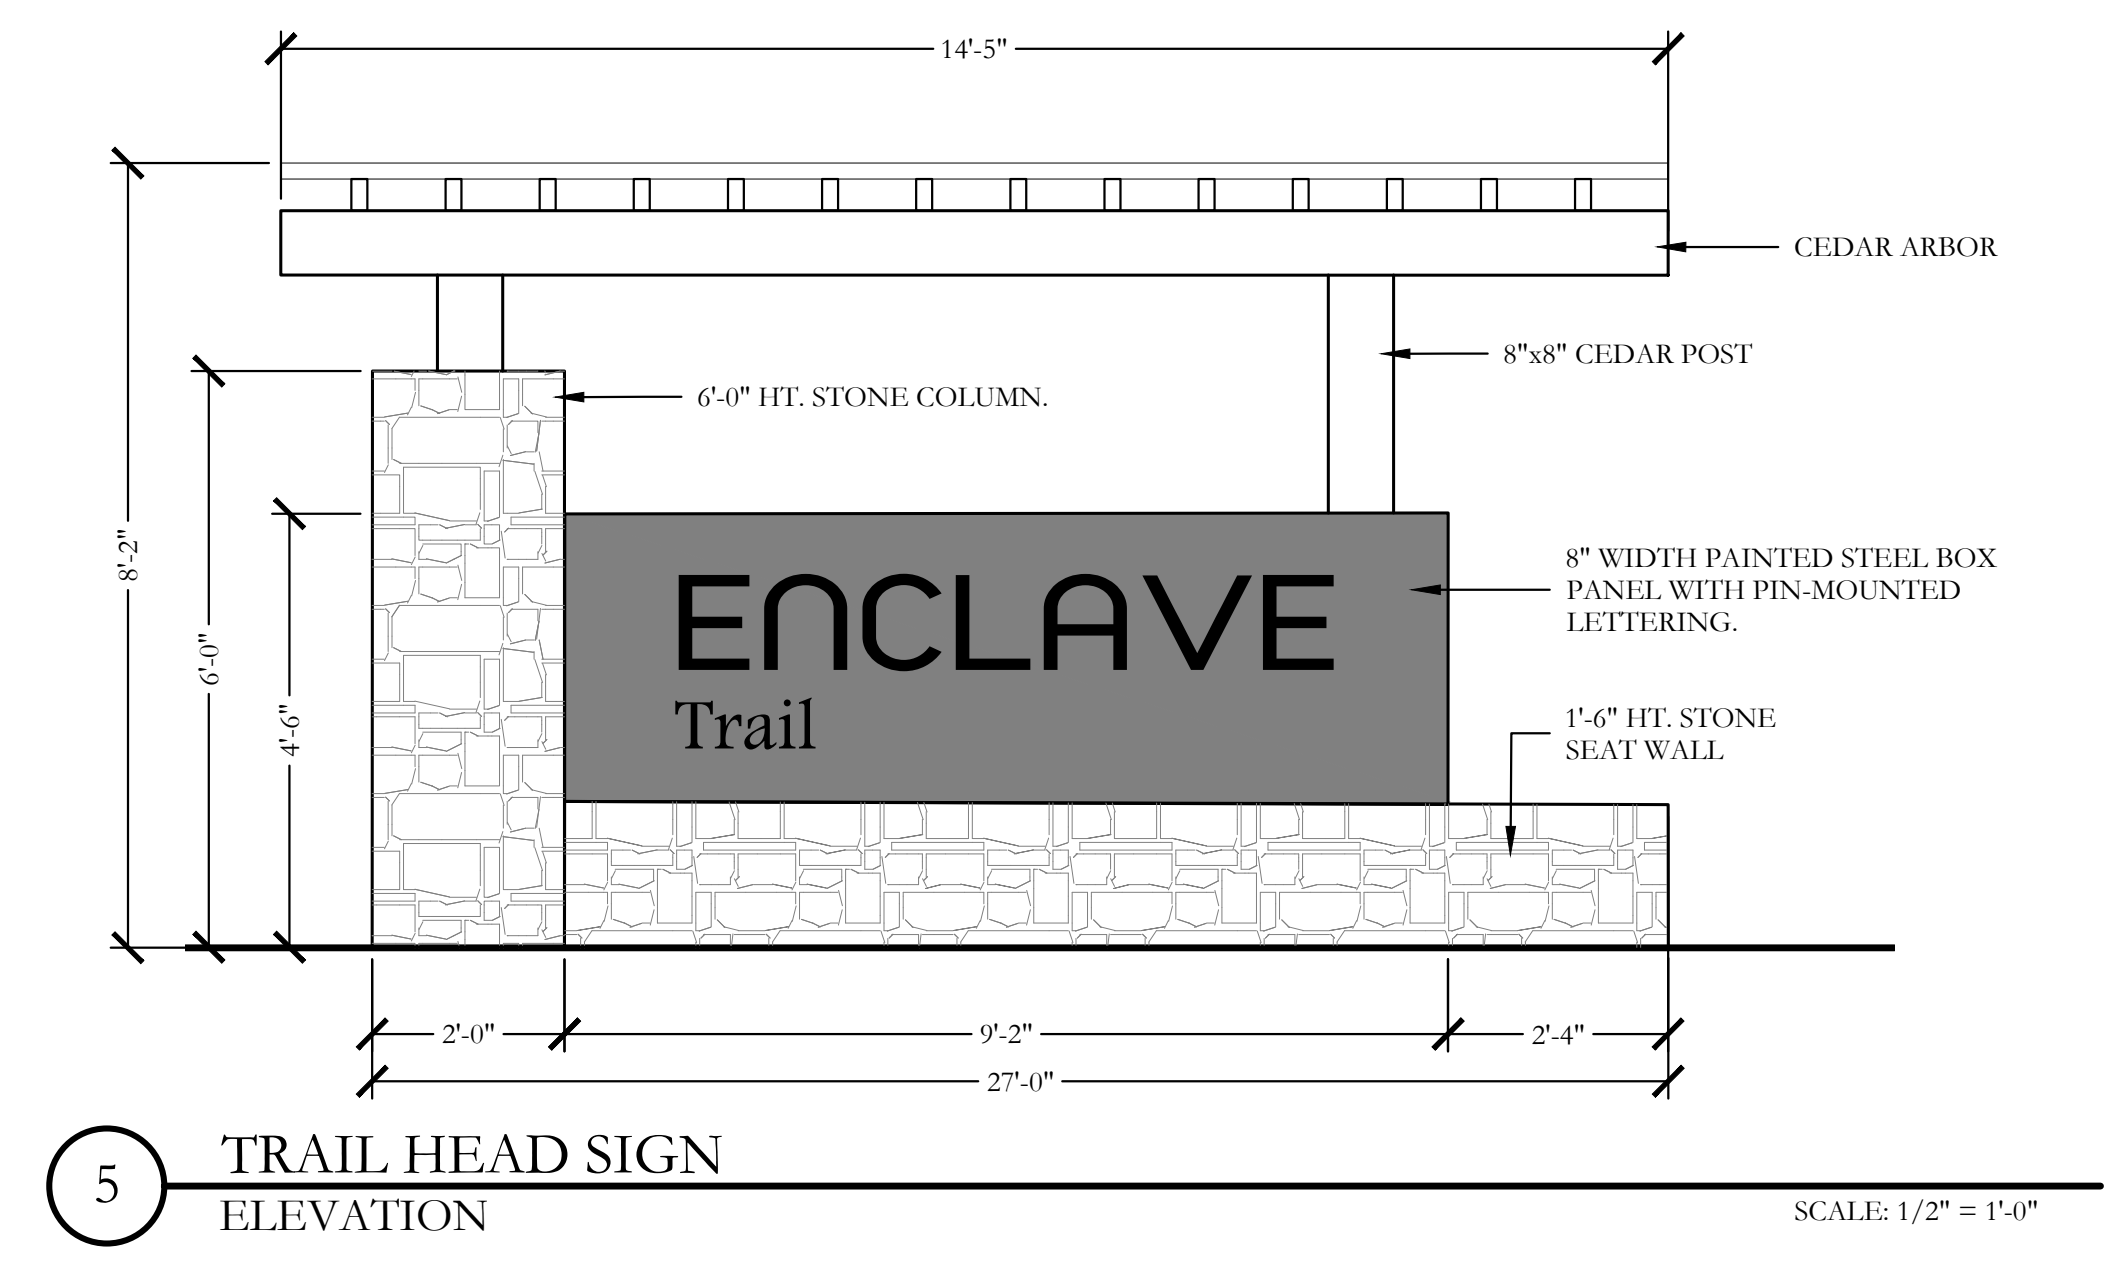 14'-5"
CEDAR ARBOR
8"x8" CEDAR POST
6'-0" HT. STONE COLUMN.
8'-2"
6'-0"
4'-6"
ENCLAVE
Trail
8" WIDTH PAINTED STEEL BOX
PANEL WITH PIN-MOUNTED
LETTERING.
1'-6" HT. STONE
SEAT WALL
2'-0"
9'-2"
2'-4"
27'-0"
5
TRAIL HEAD SIGN
ELEVATION
SCALE: 1/2" = 1'-0"